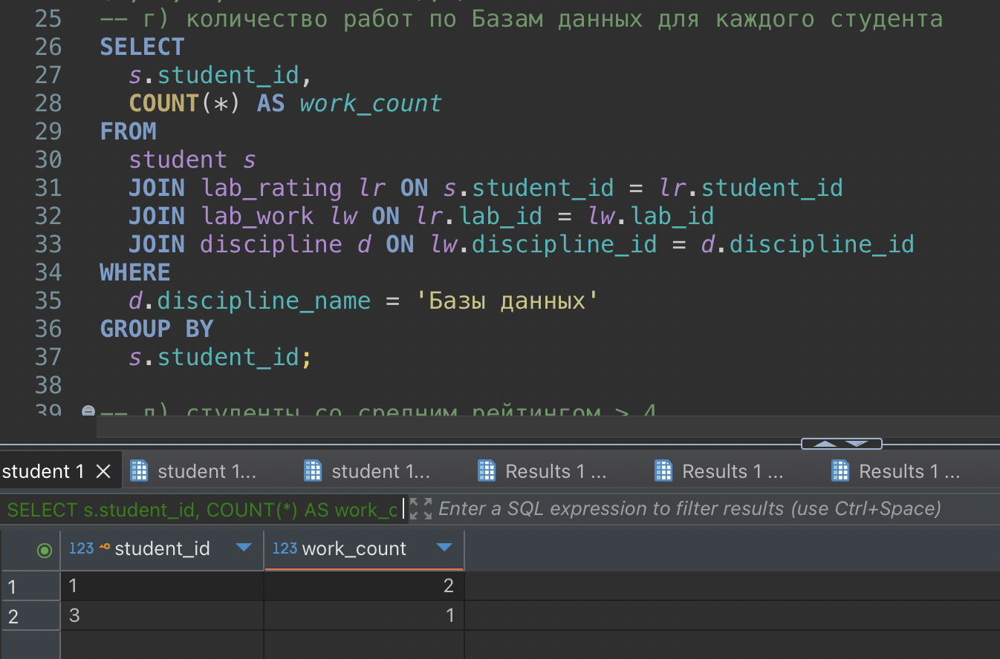 25 -- г) количество работ по Базам данных для каждого студента
26 SELECT
27 s.student_id,
28 COUNT(*) AS work_count
29 FROM
30 student s
31 JOIN lab_rating lr ON s.student_id = lr.student_id
32 JOIN lab_work lw ON lr.lab_id = lw.lab_id
33 JOIN discipline d ON lw.discipline_id = d.discipline_id
34 WHERE
35 d.discipline_name = 'Базы данных'
36 GROUP BY
37 s.student_id;
38
39 -- д) студенты со средним рейтингом > 4
student 1 student 1... student 1... Results 1 ... Results 1 ... Results 1 ...
SELECT s.student_id, COUNT(*) AS work_c Enter a SQL expression to filter results (use Ctrl+Space)
123 student_id 123 work_count
1 1 2
2 3 1